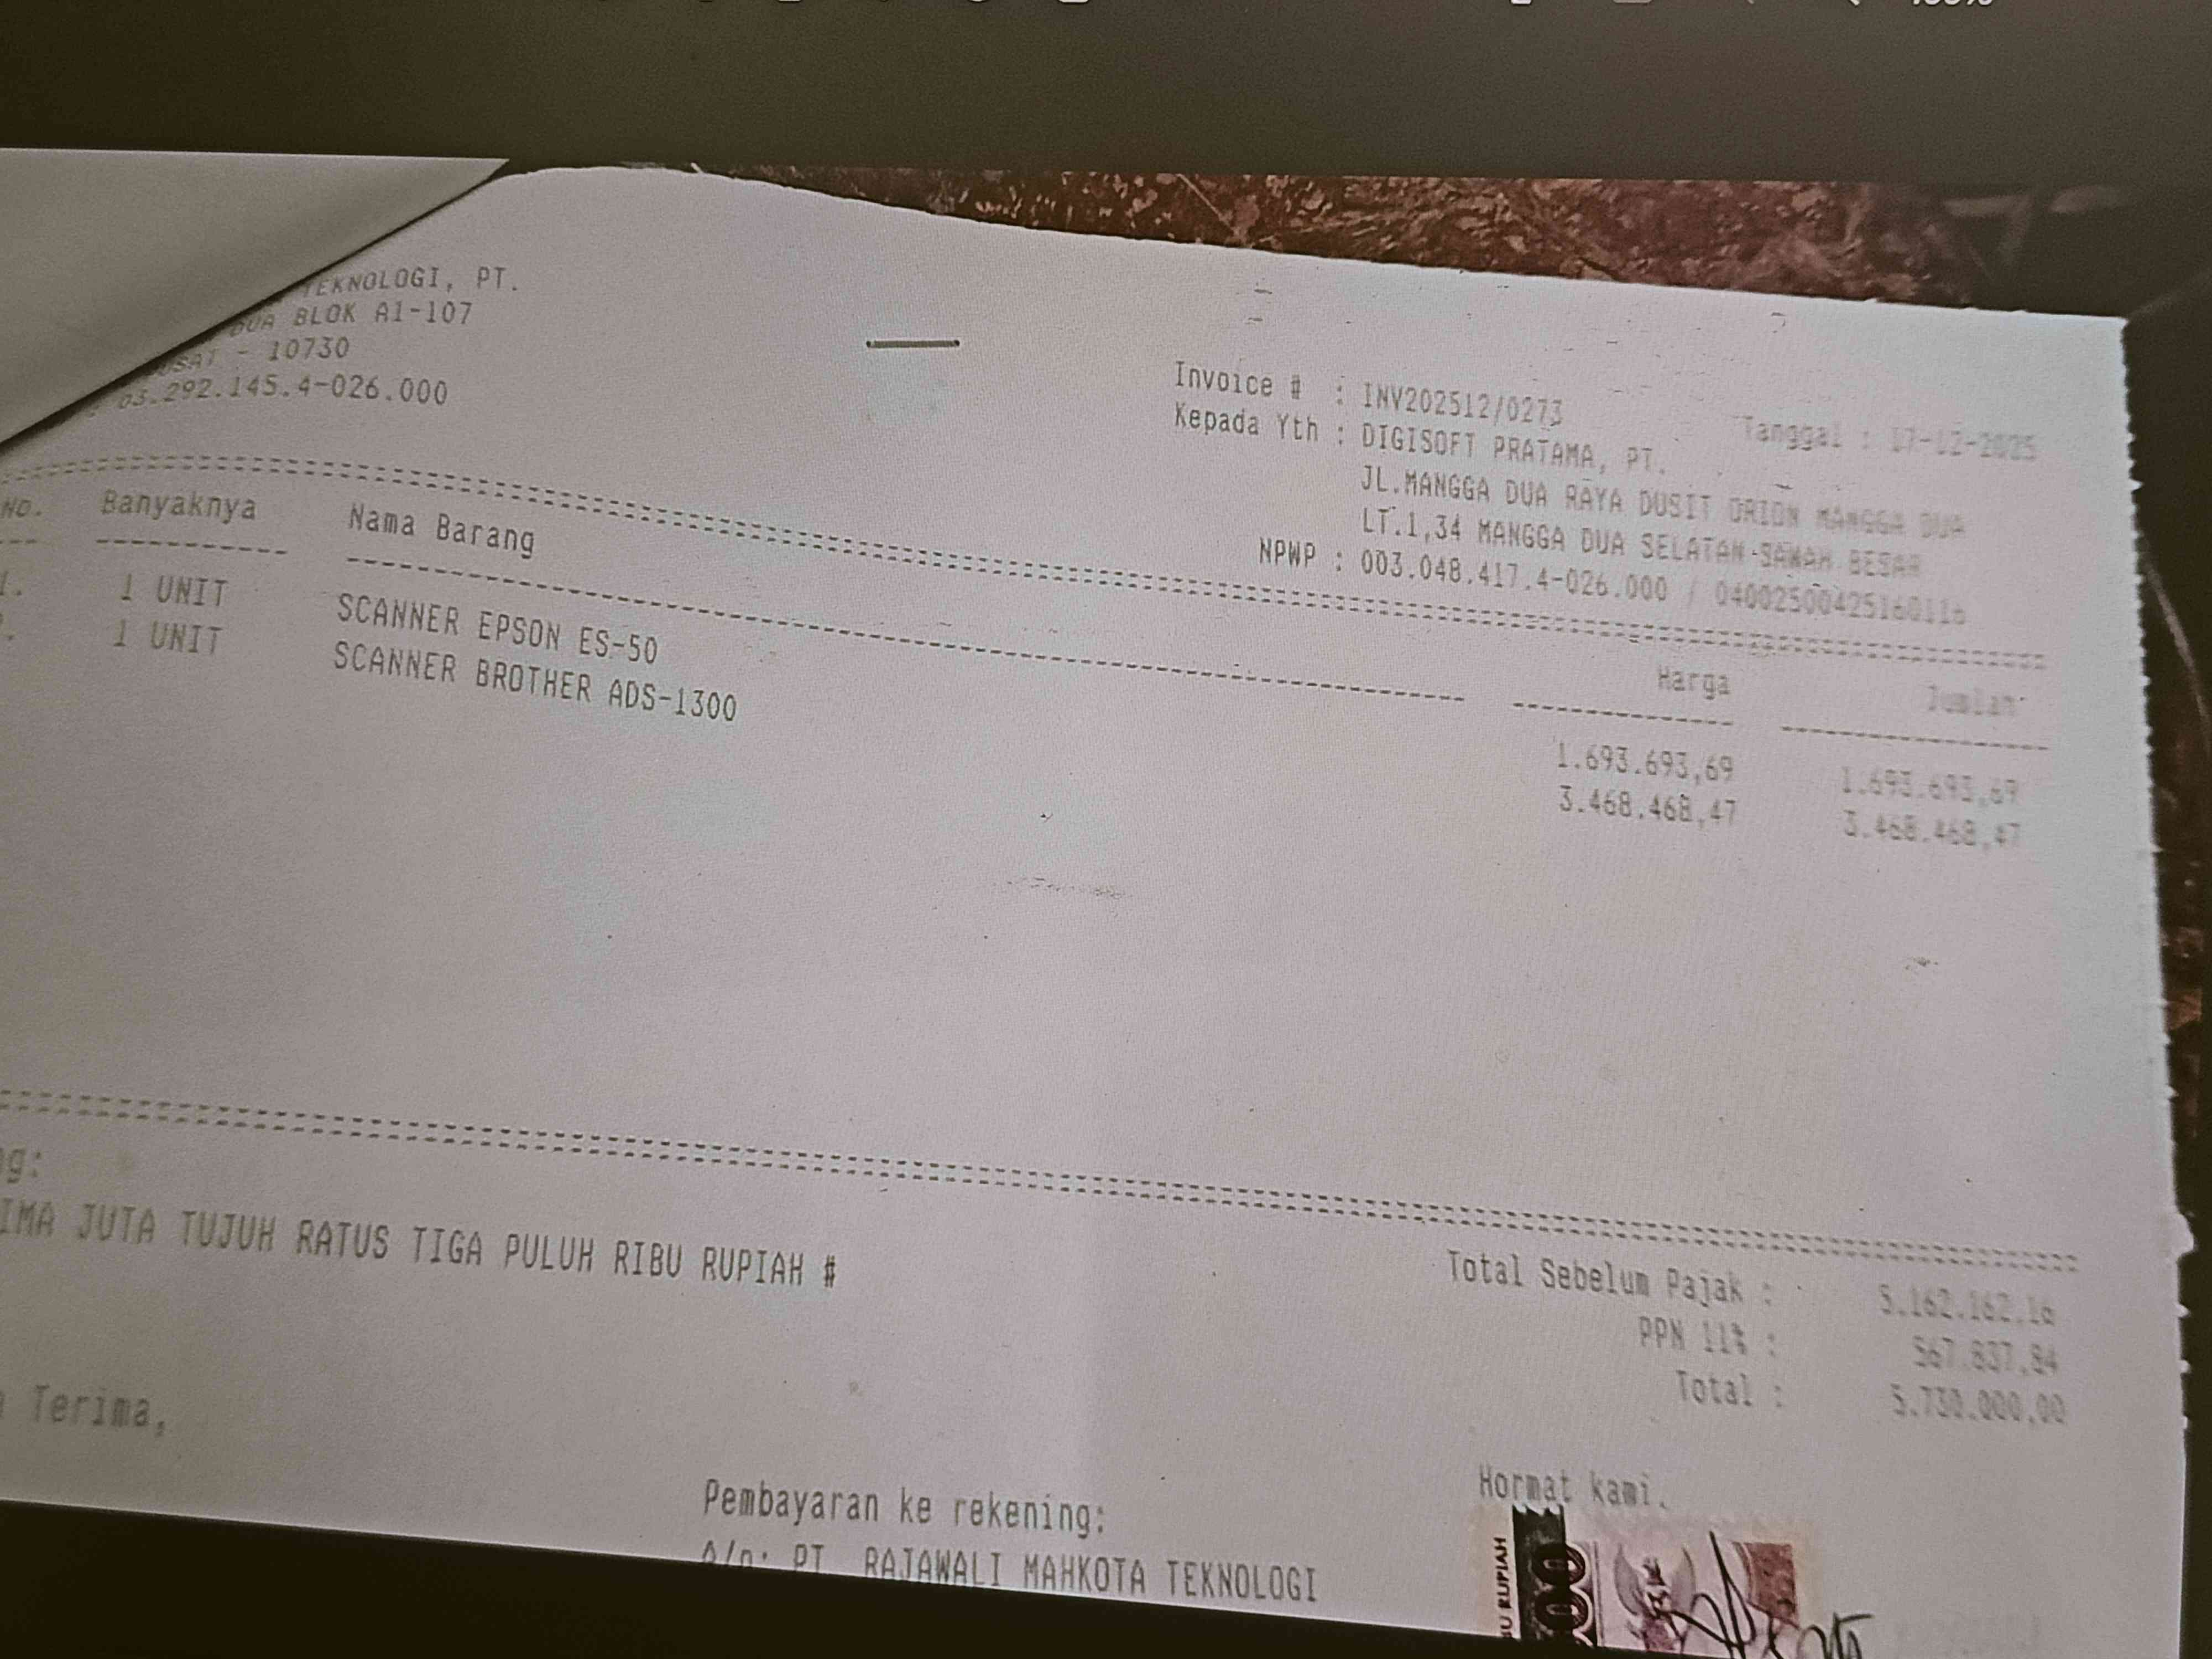 TEKNOLOGI, PT.
DUA BLOK A1-107
- 10730
03.292.145.4-026.000
Invoice # : INV202512/0273
Tanggal : 17-12-2025
Kepada Yth : DIGISOFT PRATAMA, PT.
JL.MANGGA DUA RAYA DUSIT ORION MANGGA DUA
LT.1,34 MANGGA DUA SELATAN-SAWAH BESAR
NPWP : 003.048.417.4-026.000 /
NO. Banyaknya Nama Barang Harga Jumlah
1. 1 UNIT SCANNER EPSON ES-50 1.693.693,69 1.693.693,69
1 UNIT SCANNER BROTHER ADS-1300 3.468.468,47 3.468.468,47
IMA JUTA TUJUH RATUS TIGA PULUH RIBU RUPIAH #
Total Sebelum Pajak : 5.162.162,16
PPN 11% : 567.837,84
Total : 5.730.000,00
Terima,
Pembayaran ke rekening:
Hormat kami.
A/n: PT. RAJAWALI MAHKOTA TEKNOLOGI
RUPIAH